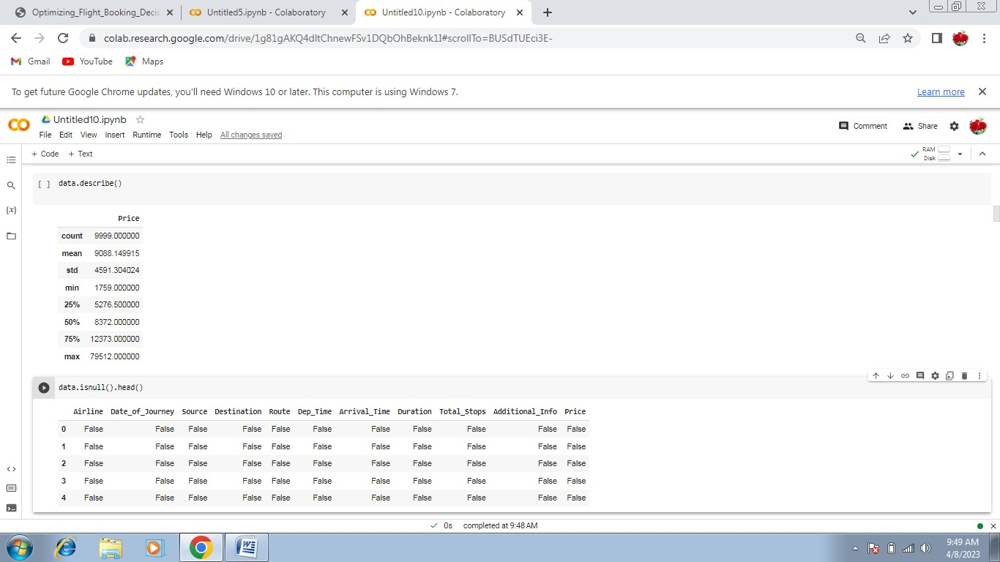 Optimizing_Flight_Booking_Decis
Untitled5.ipynb - Colaboratory
Untitled10.ipynb - Colaboratory
colab.research.google.com/drive/1g81gAKQ4dltChnewFSv1DQbOhBeknk1I#scrollTo=BUSdTUEci3E-
Gmail YouTube Maps
To get future Google Chrome updates, you'll need Windows 10 or later. This computer is using Windows 7. Learn more
CO Untitled10.ipynb
File Edit View Insert Runtime Tools Help All changes saved
Comment Share
+ Code + Text
RAM
Disk
[ ] data.describe()
{x}
Price
count 9999.000000
mean 9088.149915
std 4591.304024
min 1759.000000
25% 5276.500000
50% 8372.000000
75% 12373.000000
max 79512.000000
data.isnull().head()
Airline Date_of_Journey Source Destination Route Dep_Time Arrival_Time Duration Total_Stops Additional_Info Price
0 False False False False False False False False False False False
1 False False False False False False False False False False False
2 False False False False False False False False False False False
3 False False False False False False False False False False False
4 False False False False False False False False False False False
0s completed at 9:48 AM
9:49 AM
4/8/2023